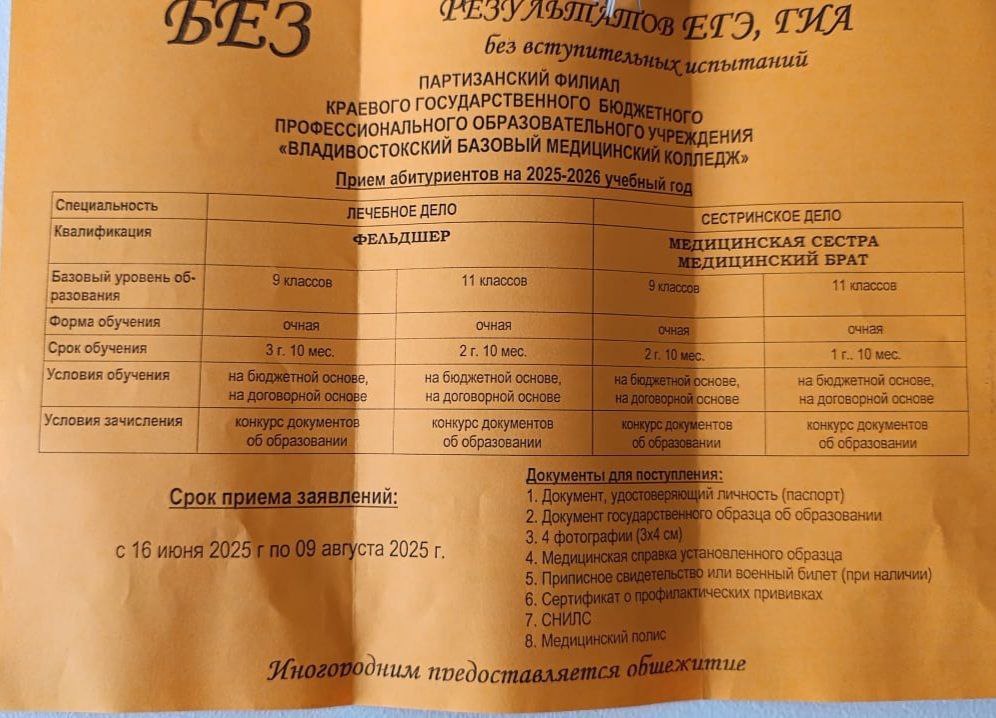 БЕЗ РЕЗУЛЬТАТОВ ЕГЭ, ГИА
без вступительных испытаний
ПАРТИЗАНСКИЙ ФИЛИАЛ
КРАЕВОГО ГОСУДАРСТВЕННОГО БЮДЖЕТНОГО
ПРОФЕССИОНАЛЬНОГО ОБРАЗОВАТЕЛЬНОГО УЧРЕЖДЕНИЯ
«ВЛАДИВОСТОКСКИЙ БАЗОВЫЙ МЕДИЦИНСКИЙ КОЛЛЕДЖ»
Прием абитуриентов на 2025-2026 учебный год
Специальность ЛЕЧЕБНОЕ ДЕЛО СЕСТРИНСКОЕ ДЕЛО
Квалификация ФЕЛЬДШЕР МЕДИЦИНСКАЯ СЕСТРА
МЕДИЦИНСКИЙ БРАТ
Базовый уровень об- 9 классов 11 классов 9 классов 11 классов
разования
Форма обучения очная очная очная очная
Срок обучения 3 г. 10 мес. 2 г. 10 мес. 2 г. 10 мес. 1 г.. 10 мес.
Условия обучения на бюджетной основе, на бюджетной основе, на бюджетной основе, на бюджетной основе,
на договорной основе на договорной основе на договорной основе на договорной основе
Условия зачисления конкурс документов конкурс документов конкурс документов конкурс документов
об образовании об образовании об образовании об образовании
Срок приема заявлений:
с 16 июня 2025 г по 09 августа 2025 г.
Документы для поступления:
1. Документ, удостоверяющий личность (паспорт)
2. Документ государственного образца об образовании
3. 4 фотографии (3х4 см)
4. Медицинская справка установленного образца
5. Приписное свидетельство или военный билет (при наличии)
6. Сертификат о профилактических прививках
7. СНИЛС
8. Медицинский полис
Иногородним предоставляется общежитие